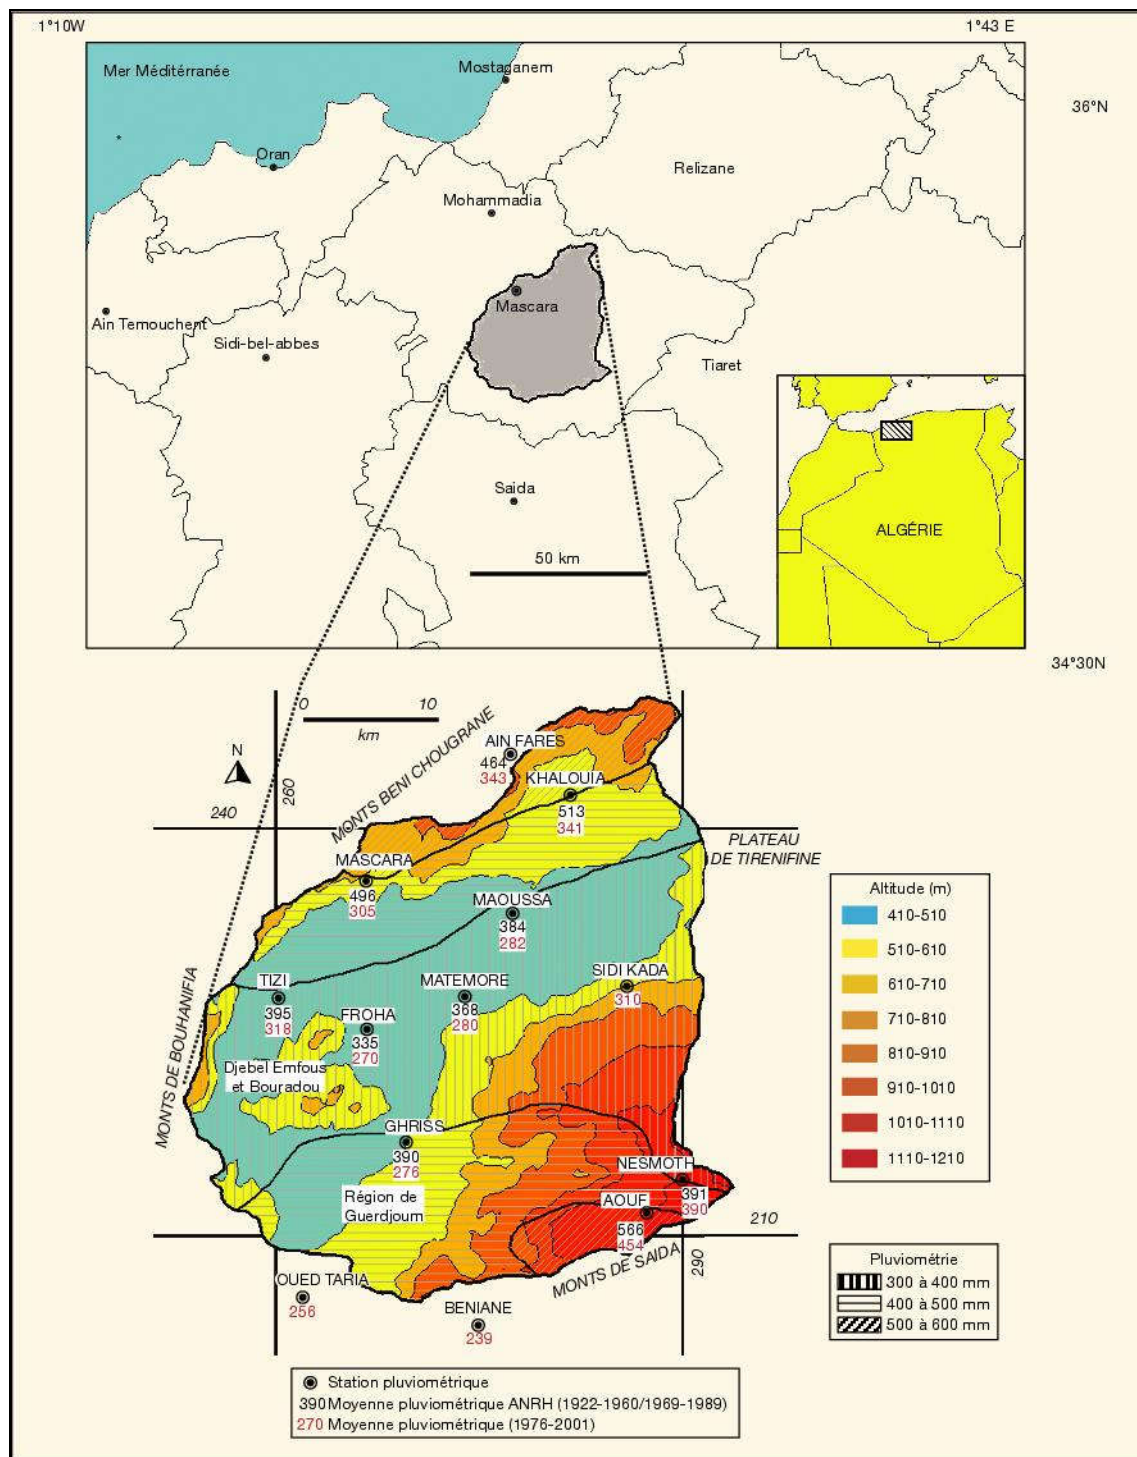 1°10W
1°43 E
Mer Méditérranée
Mostaganem
36°N
Oran
Relizane
Mohammadia
Mascara
Ain Temouchent
Sidi-bel-abbes
Tiaret
Saida
ALGÉRIE
50 km
34°30N
0 10
km
N
MONTS BENI CHOUGRANE
AIN FARES
464
343
KHALOUIA
513
341
240
260
PLATEAU
DE TIRENIFINE
MASCARA
496
305
MAOUSSA
384
282
TIZI
395
318
MATEMORE
368
280
SIDI KADA
310
FROHA
335
270
MONTS DE BOUHANIFIA
Djebel Emfous
et Bouradou
GHRISS
390
276
NESMOTH
391
390
Région de
Guerdjoum
AOUF
566
454
210
290
MONTS DE SAIDA
OUED TARIA
256
BENIANE
239
Altitude (m)
410-510
510-610
610-710
710-810
810-910
910-1010
1010-1110
1110-1210
Pluviométrie
300 à 400 mm
400 à 500 mm
500 à 600 mm
Station pluviométrique
390 Moyenne pluviométrique ANRH (1922-1960/1969-1989)
270 Moyenne pluviométrique (1976-2001)